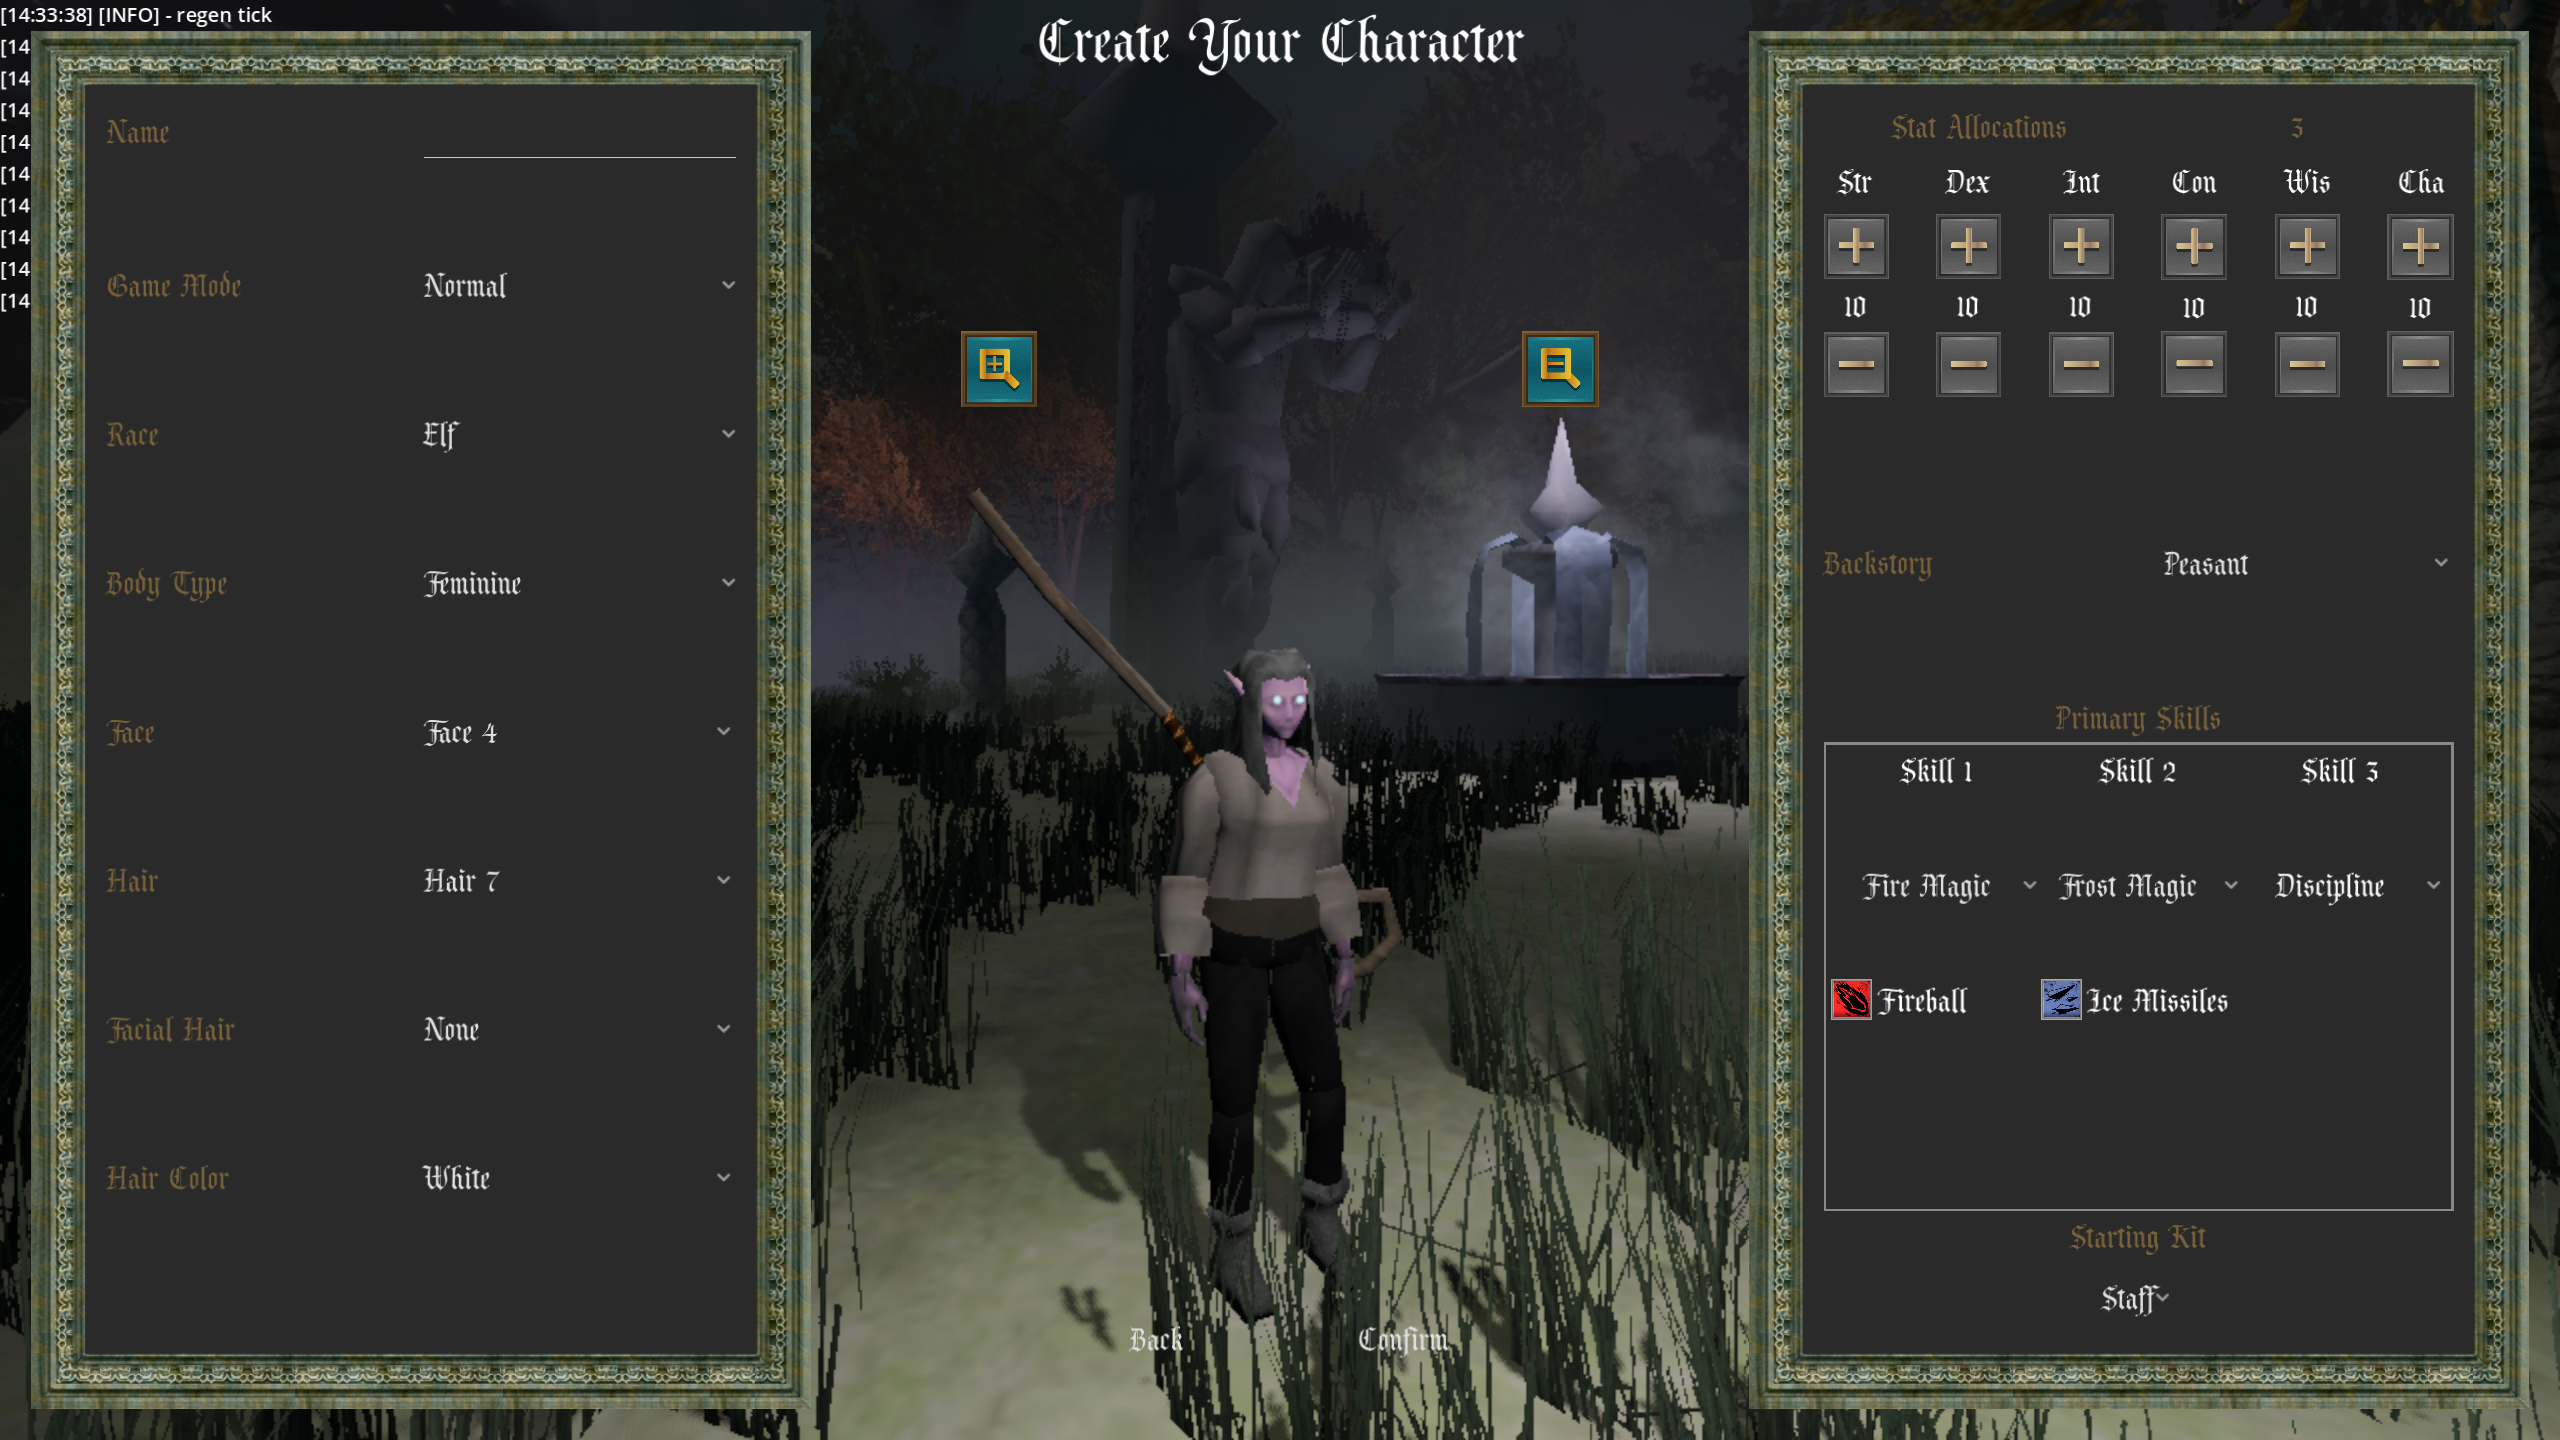 [14:33:38] [INFO] - regen tick
[14
[14
[14
[14
[14
[14
[14
[14
[14
Create Your Character
Name
Game Mode Normal
Race Elf
Body Type Feminine
Face Face 4
Hair Hair 7
Facial Hair None
Hair Color White
Back Confirm
Stat Allocations 3
Str Dex Int Con Wis Cha
10 10 10 10 10 10
Backstory Peasant
Primary Skills
Skill 1 Skill 2 Skill 3
Fire Magic Frost Magic Discipline
Fireball Ice Missiles
Starting Kit
Staff